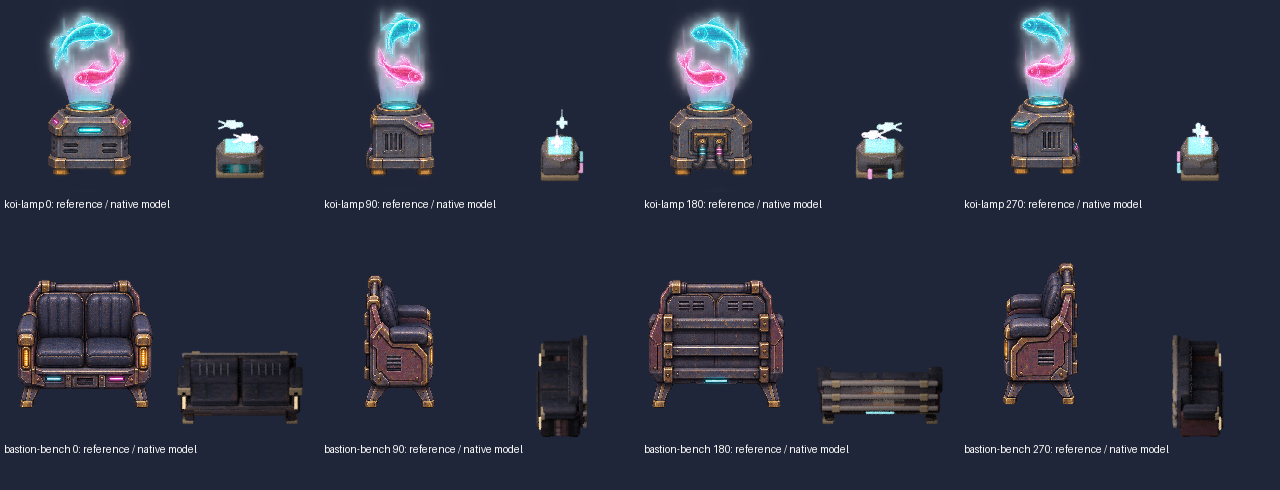 koi-lamp 0: reference / native model
koi-lamp 90: reference / native model
koi-lamp 180: reference / native model
koi-lamp 270: reference / native model
bastion-bench 0: reference / native model
bastion-bench 90: reference / native model
bastion-bench 180: reference / native model
bastion-bench 270: reference / native model